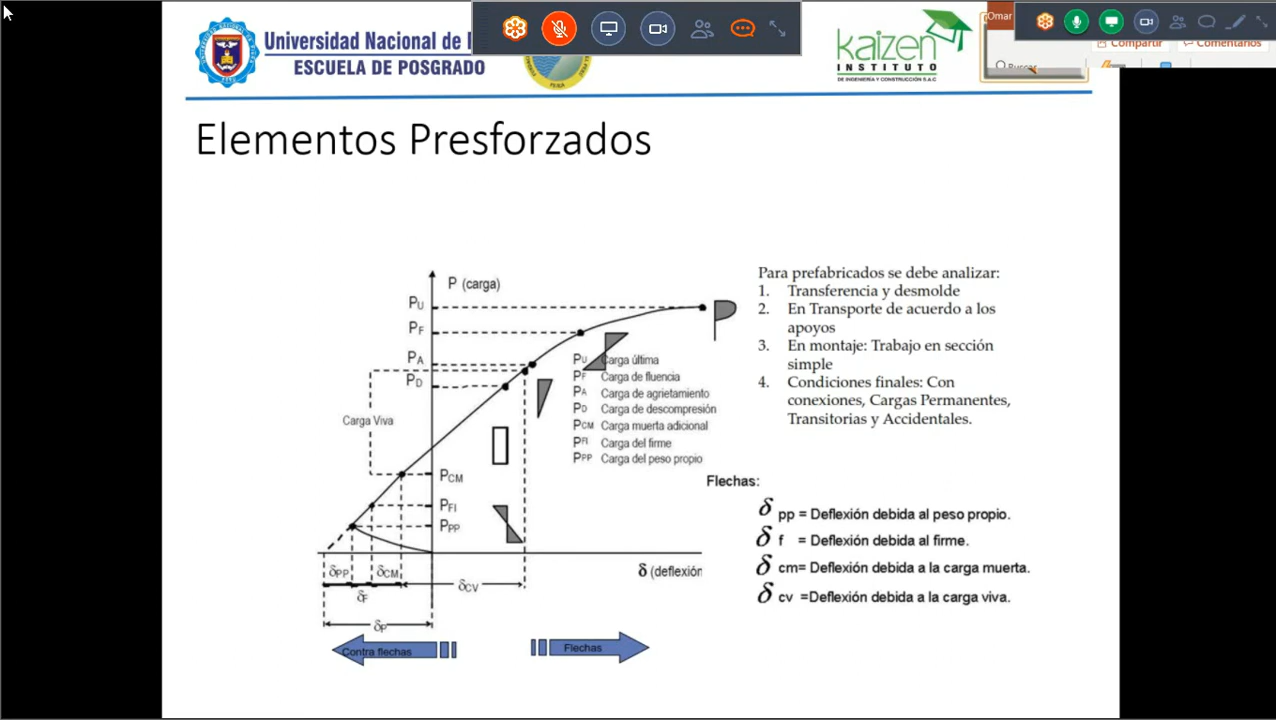 Universidad Nacional de
ESCUELA DE POSGRADO
kaizen
INSTITUTO
DE INGENIERÍA Y CONSTRUCCIÓN S.A.C
Omar
Compartir
Comentarios
Buscar
Elementos Presforzados
P (carga)
PU
PF
PA
PD
Carga Viva
PCM
PFI
PPP
PU Carga última
PF Carga de fluencia
PA Carga de agrietamiento
PD Carga de descompresión
PCM Carga muerta adicional
PFI Carga del firme
PPP Carga del peso propio
δPP
δCM
δF
δCV
δP
δ (deflexión
Contra flechas
Flechas
Para prefabricados se debe analizar:
1. Transferencia y desmolde
2. En Transporte de acuerdo a los
apoyos
3. En montaje: Trabajo en sección
simple
4. Condiciones finales: Con
conexiones, Cargas Permanentes,
Transitorias y Accidentales.
Flechas:
δ pp = Deflexión debida al peso propio.
δ f = Deflexión debida al firme.
δ cm= Deflexión debida a la carga muerta.
δ cv =Deflexión debida a la carga viva.